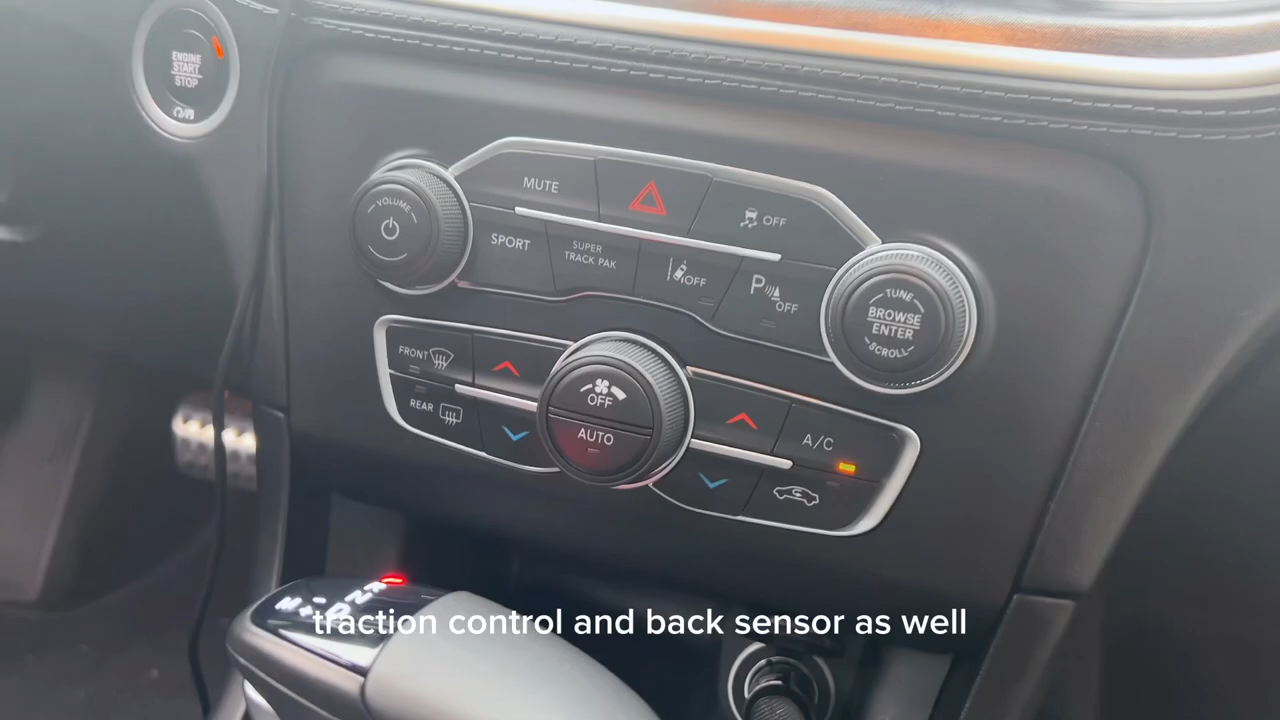 ENGINE
START
STOP
VOLUME
MUTE
OFF
SPORT
SUPER
TRACK PAK
OFF
P OFF
TUNE
BROWSE
ENTER
SCROLL
FRONT
REAR
OFF
AUTO
A/C
traction control and back sensor as well